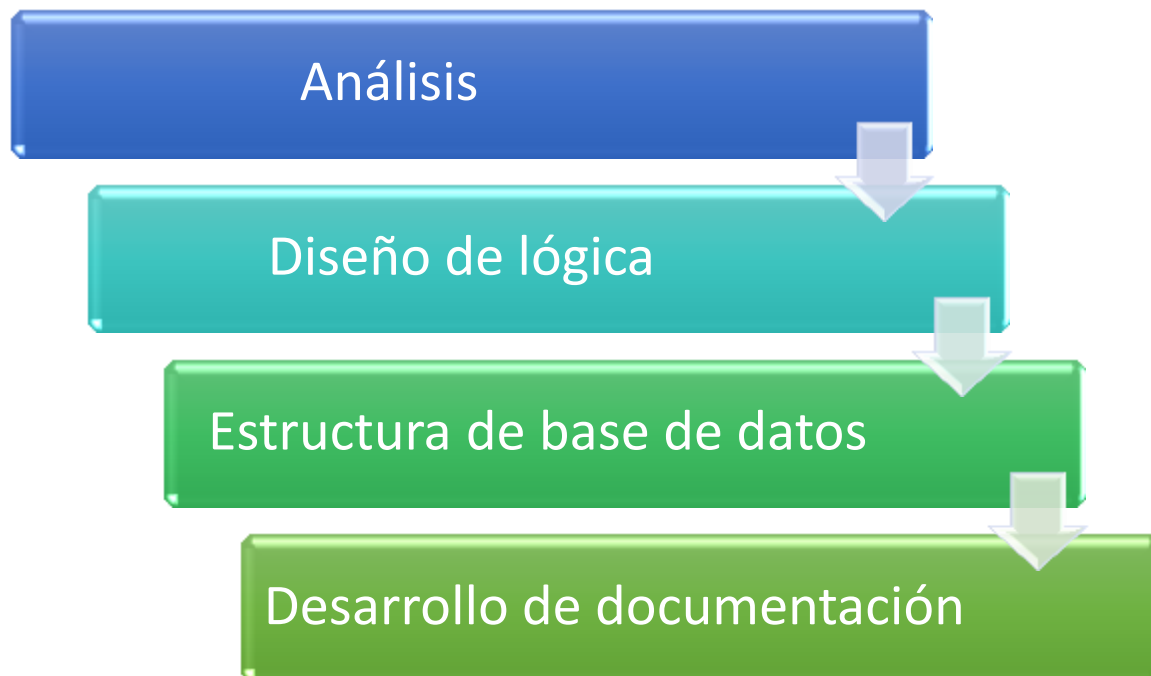 Análisis
Diseño de lógica
Estructura de base de datos
Desarrollo de documentación